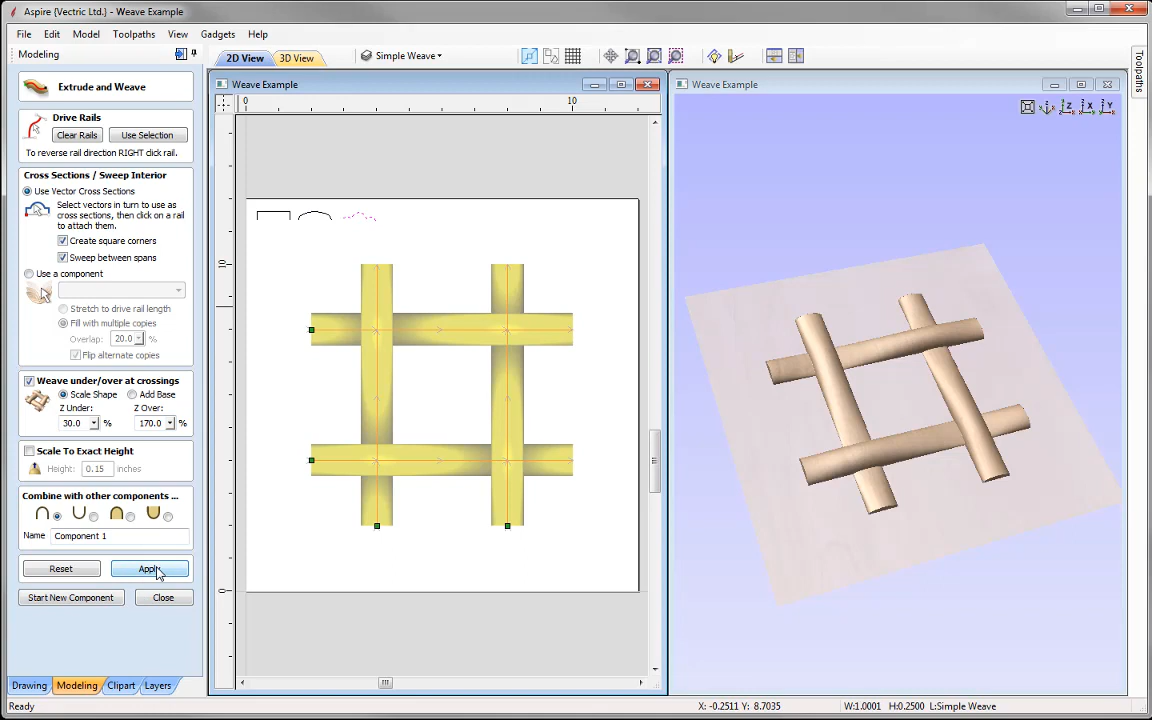 Aspire {Vectric Ltd.} - Weave Example
File Edit Model Toolpaths View Gadgets Help
Modeling
2D View 3D View Simple Weave
Extrude and Weave
Drive Rails
Clear Rails Use Selection
To reverse rail direction RIGHT click rail.
Cross Sections / Sweep Interior
Use Vector Cross Sections
Select vectors in turn to use as
cross sections, then click on a rail
to attach them.
Create square corners
Sweep between spans
Use a component
Stretch to drive rail length
Fill with multiple copies
Overlap: 20.0 %
Flip alternate copies
Weave under/over at crossings
Scale Shape Add Base
Z Under: Z Over:
30.0 % 170.0 %
Scale To Exact Height
Height: 0.15 inches
Combine with other components ...
Name Component 1
Reset Apply
Start New Component Close
Drawing Modeling Clipart Layers
Weave Example
0 10
10
0
Weave Example
Z X Y
Toolpaths
Ready
X: -0.2511 Y: 8.7035
W:1.0001 H:0.2500 L:Simple Weave